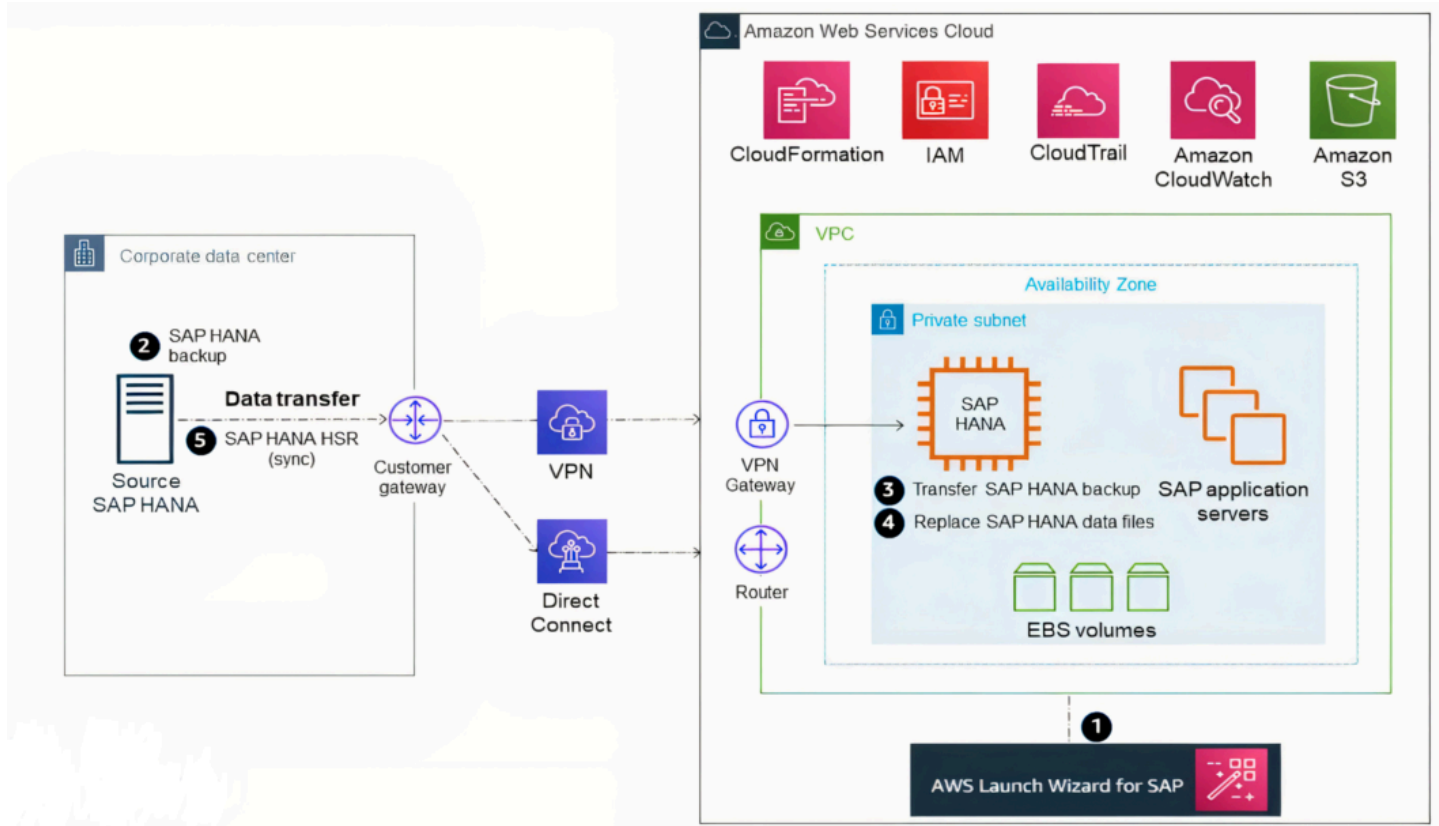 Amazon Web Services Cloud
CloudFormation
IAM
CloudTrail
Amazon
CloudWatch
Amazon
S3
VPC
Corporate data center
Availability Zone
Private subnet
2
SAP HANA
backup
Data transfer
5
SAP HANA HSR
(sync)
Source
SAP HANA
Customer
gateway
VPN
Direct
Connect
VPN
Gateway
Router
SAP
HANA
3 Transfer SAP HANA backup
4 Replace SAP HANA data files
SAP application
servers
EBS volumes
1
AWS Launch Wizard for SAP